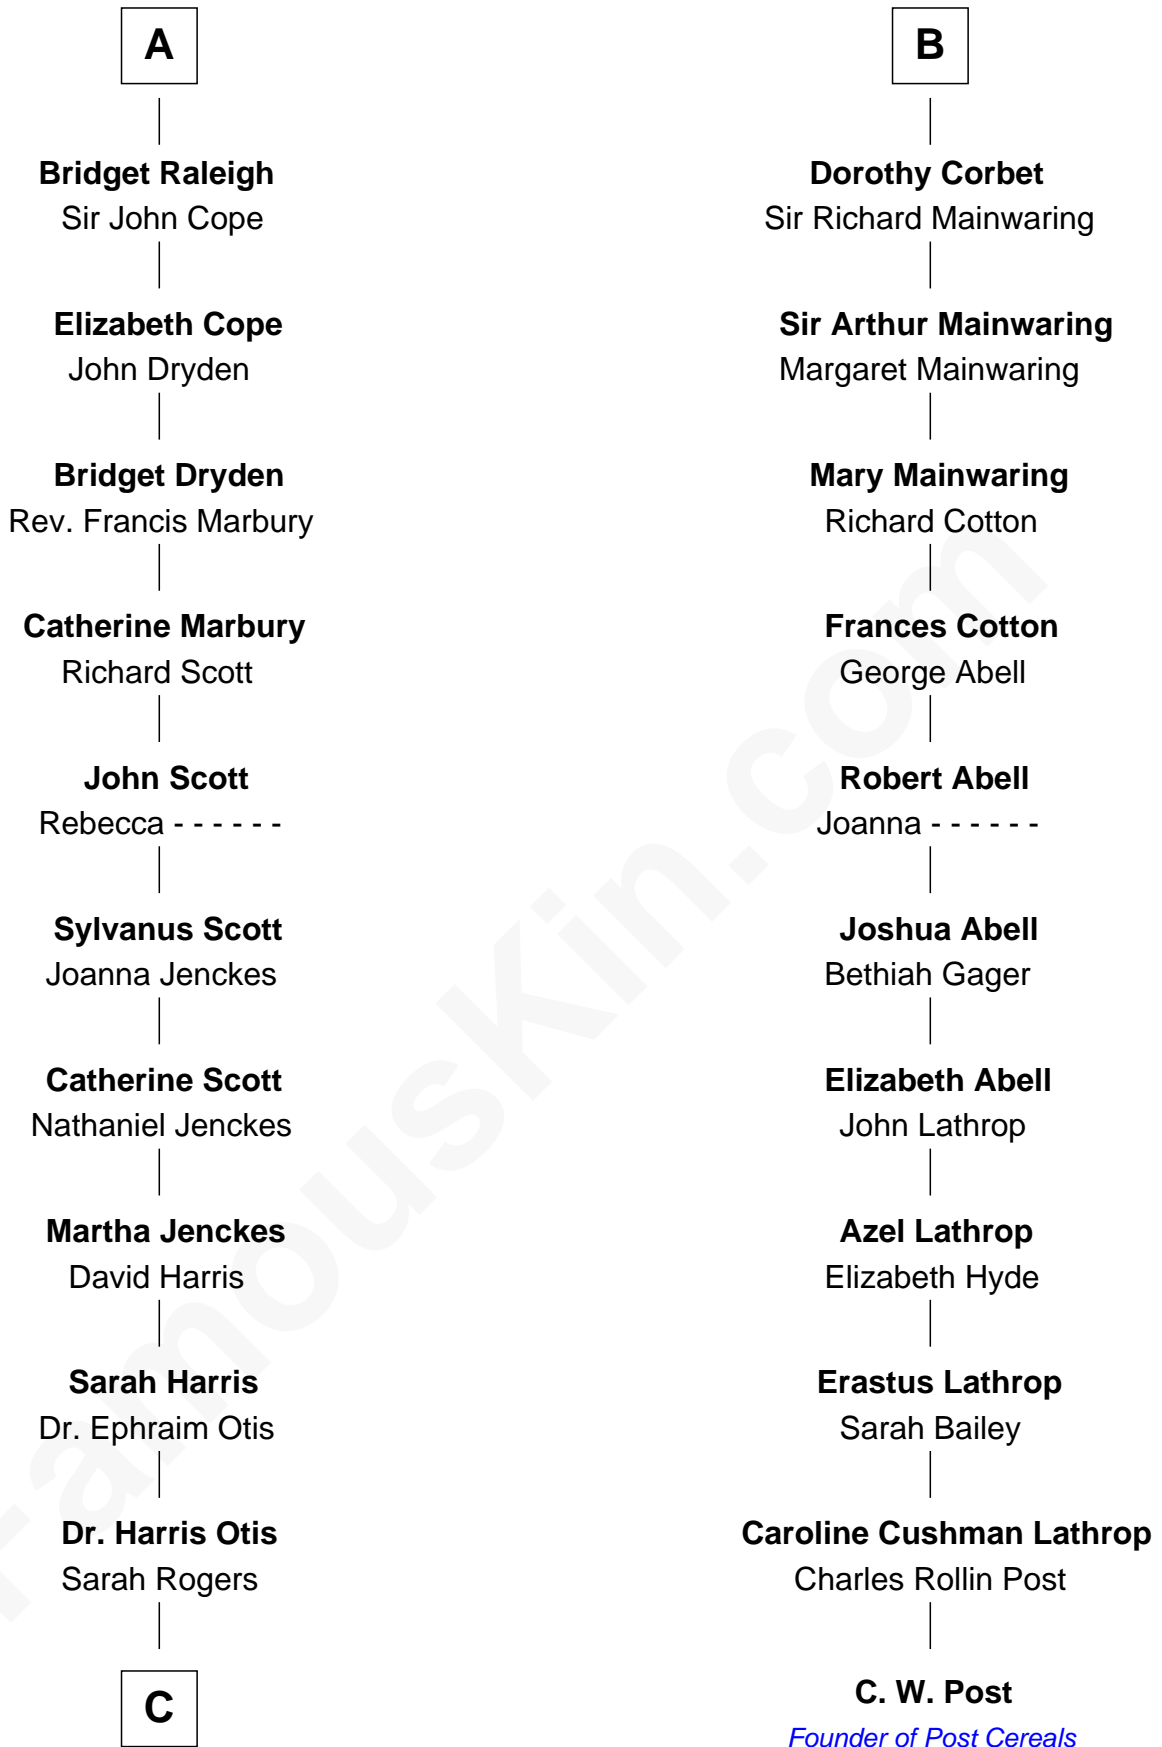 A
Bridget Raleigh
Sir John Cope
Elizabeth Cope
John Dryden
Bridget Dryden
Rev. Francis Marbury
Catherine Marbury
Richard Scott
John Scott
Rebecca - - - - - -
Sylvanus Scott
Joanna Jenckes
Catherine Scott
Nathaniel Jenckes
Martha Jenckes
David Harris
Sarah Harris
Dr. Ephraim Otis
Dr. Harris Otis
Sarah Rogers
C
B
Dorothy Corbet
Sir Richard Mainwaring
Sir Arthur Mainwaring
Margaret Mainwaring
Mary Mainwaring
Richard Cotton
Frances Cotton
George Abell
Robert Abell
Joanna - - - - - -
Joshua Abell
Bethiah Gager
Elizabeth Abell
John Lathrop
Azel Lathrop
Elizabeth Hyde
Erastus Lathrop
Sarah Bailey
Caroline Cushman Lathrop
Charles Rollin Post
C. W. Post
Founder of Post Cereals
FamousKin.com